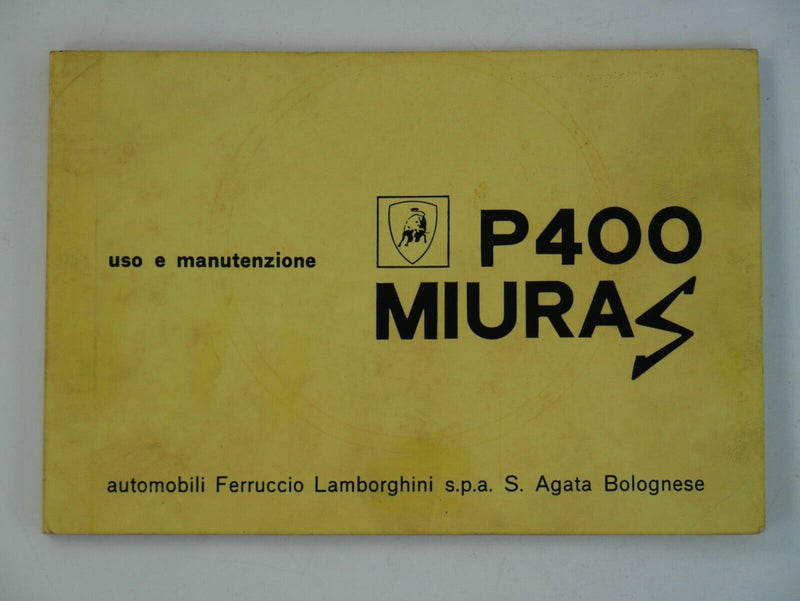 P400
uso e manutenzione
MIURA S
automobili Ferruccio Lamborghini s.p.a. S. Agata Bolognese